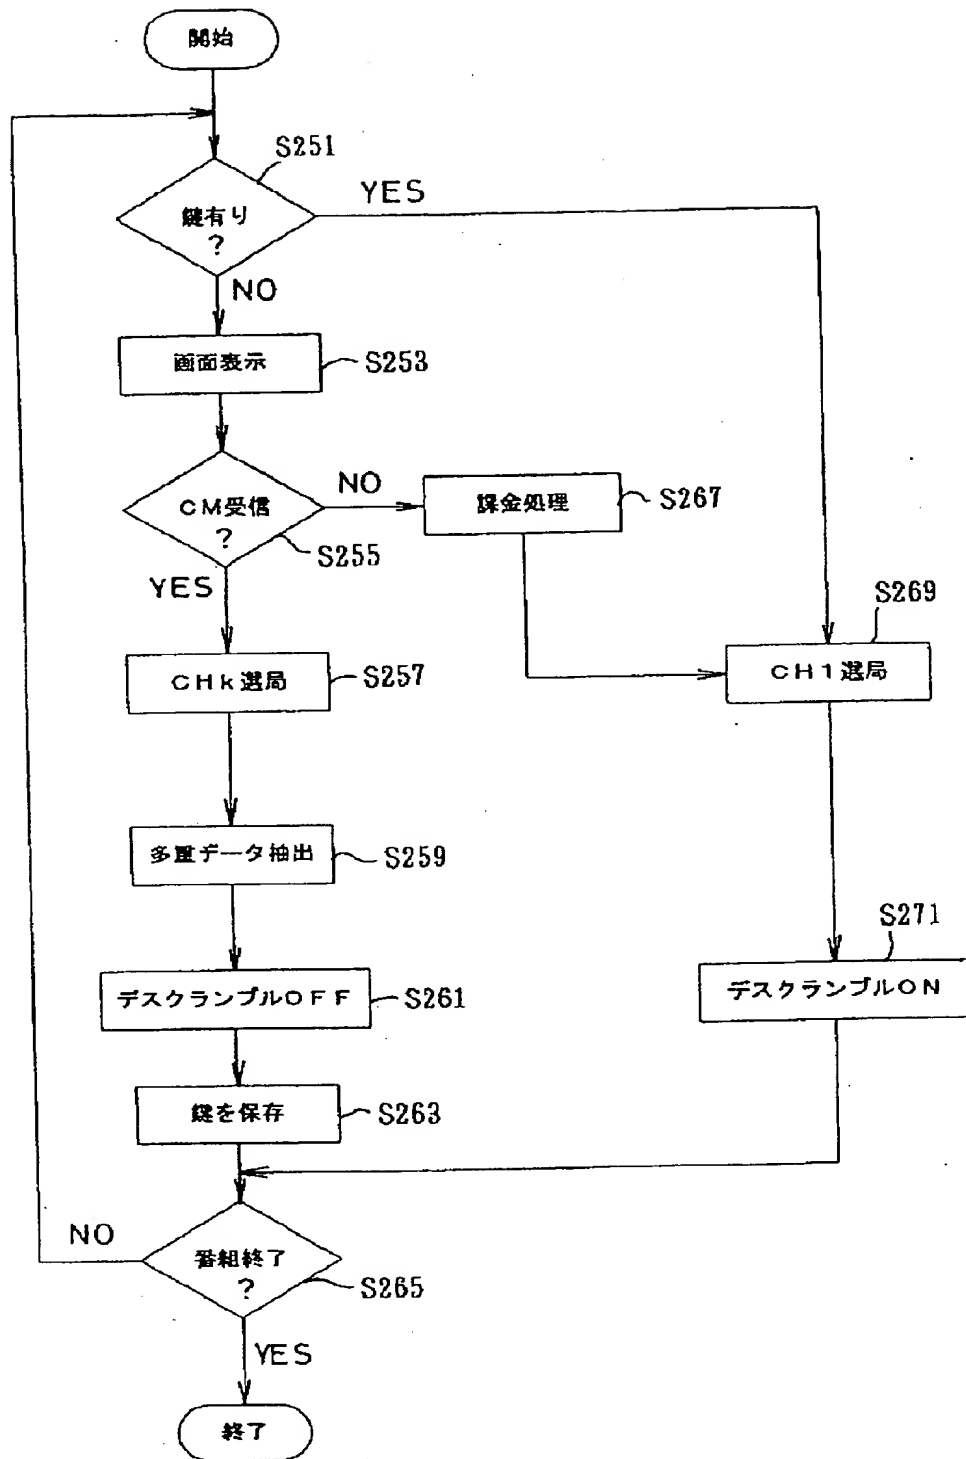 開始
S251
鍵有り
?
YES
NO
画面表示
S253
CM受信
?
NO
S255
YES
課金処理
S267
CHk選局
S257
S269
CH1選局
多重データ抽出
S259
S271
デスクランブルON
デスクランブルOFF
S261
鍵を保存
S263
番組終了
?
NO
S265
YES
終了